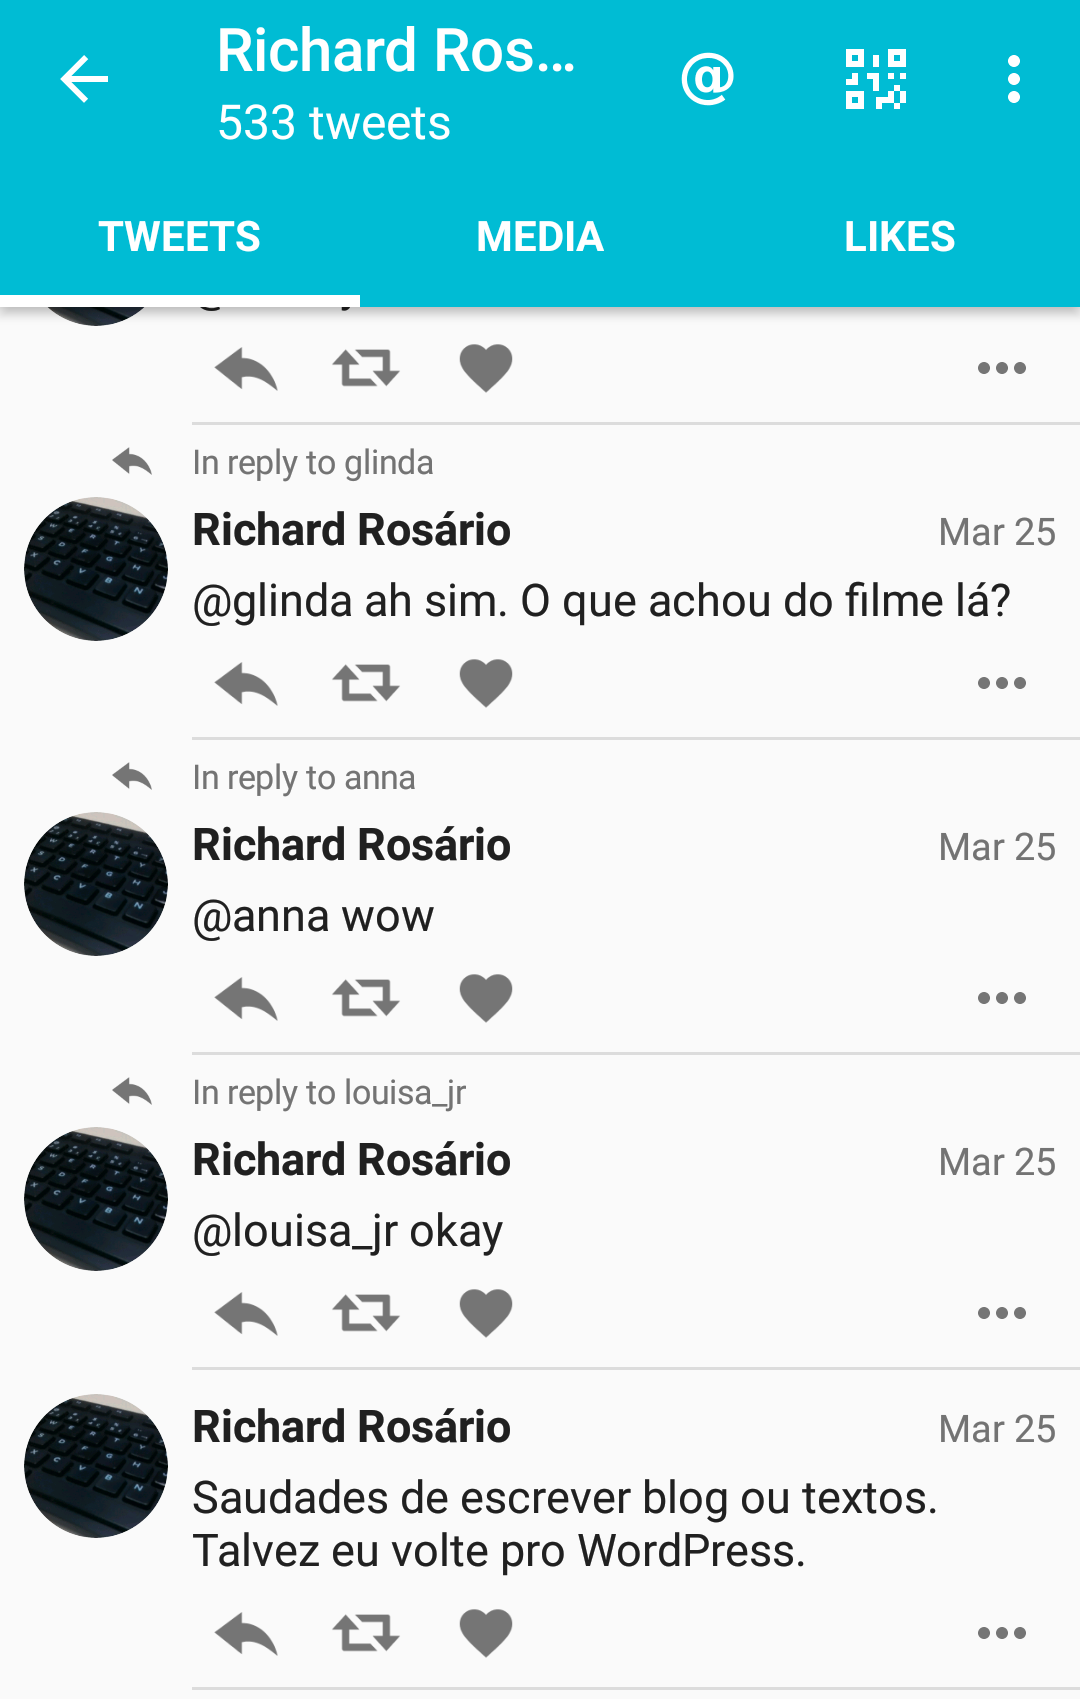 Richard Ros...
533 tweets
TWEETS
MEDIA
LIKES
In reply to glinda
Richard Rosário
Mar 25
@glinda ah sim. O que achou do filme lá?
In reply to anna
Richard Rosário
Mar 25
@anna wow
In reply to louisa_jr
Richard Rosário
Mar 25
@louisa_jr okay
Richard Rosário
Mar 25
Saudades de escrever blog ou textos.
Talvez eu volte pro WordPress.